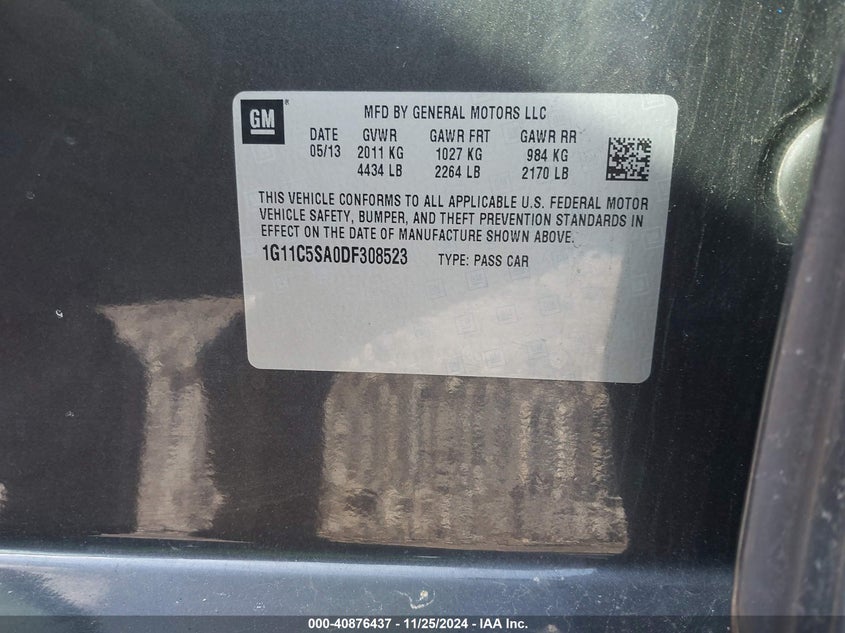 GM
MFD BY GENERAL MOTORS LLC
DATE GVWR GAWR FRT GAWR RR
05/13 2011 KG 1027 KG 984 KG
4434 LB 2264 LB 2170 LB
THIS VEHICLE CONFORMS TO ALL APPLICABLE U.S. FEDERAL MOTOR
VEHICLE SAFETY, BUMPER, AND THEFT PREVENTION STANDARDS IN
EFFECT ON THE DATE OF MANUFACTURE SHOWN ABOVE.
1G11C5SA0DF308523 TYPE: PASS CAR
000-40876437 - 11/25/2024 - IAA Inc.